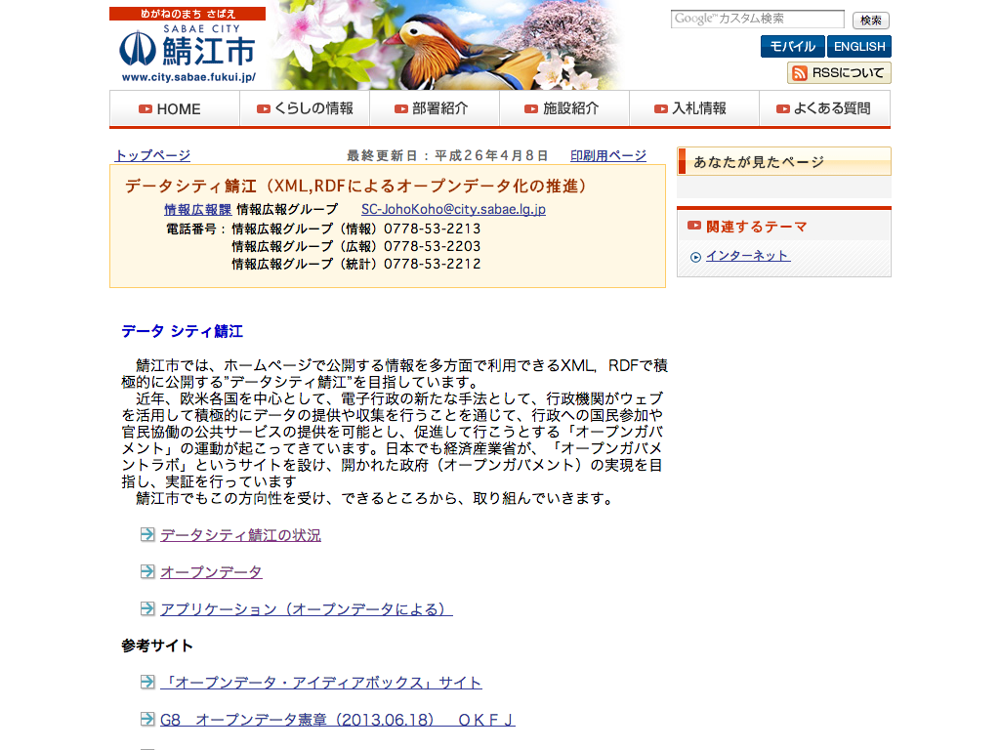 めがねのまち さばえ
SABAE CITY
鯖江市
www.city.sabae.fukui.jp/
Google™カスタム検索
検索
モバイル
ENGLISH
RSSについて
HOME
くらしの情報
部署紹介
施設紹介
入札情報
よくある質問
トップページ
最終更新日：平成26年4月8日
印刷用ページ
データシティ鯖江（XML,RDFによるオープンデータ化の推進）
情報広報課 情報広報グループ SC-JohoKoho@city.sabae.lg.jp
電話番号： 情報広報グループ（情報）0778-53-2213
情報広報グループ（広報）0778-53-2203
情報広報グループ（統計）0778-53-2212
あなたが見たページ
関連するテーマ
インターネット
データ シティ鯖江
鯖江市では、ホームページで公開する情報を多方面で利用できるXML，RDFで積
極的に公開する”データシティ鯖江”を目指しています。
近年、欧米各国を中心として、電子行政の新たな手法として、行政機関がウェブ
を活用して積極的にデータの提供や収集を行うことを通じて、行政への国民参加や
官民協働の公共サービスの提供を可能とし、促進して行こうとする「オープンガバ
メント」の運動が起こってきています。日本でも経済産業省が、「オープンガバメ
ントラボ」というサイトを設け、開かれた政府（オープンガバメント）の実現を目
指し、実証を行っています
鯖江市でもこの方向性を受け、できるところから、取り組んでいきます。
データシティ鯖江の状況
オープンデータ
アプリケーション（オープンデータによる）
参考サイト
「オープンデータ・アイディアボックス」サイト
G8　オープンデータ憲章（2013.06.18）　ＯＫＦＪ